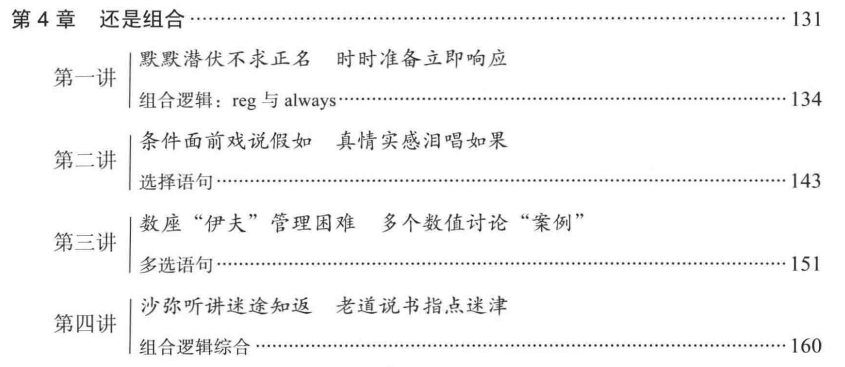 第 4 章 还是组合 ················ 131
第一讲
默默潜伏不求正名 时时准备立即响应
组合逻辑：reg 与 always ················ 134
第二讲
条件面前戏说假如 真情实感泪唱如果
选择语句 ················ 143
第三讲
数座“伊夫”管理困难 多个数值讨论“案例”
多选语句 ················ 151
第四讲
沙弥听讲迷途知返 老道说书指点迷津
组合逻辑综合 ················ 160